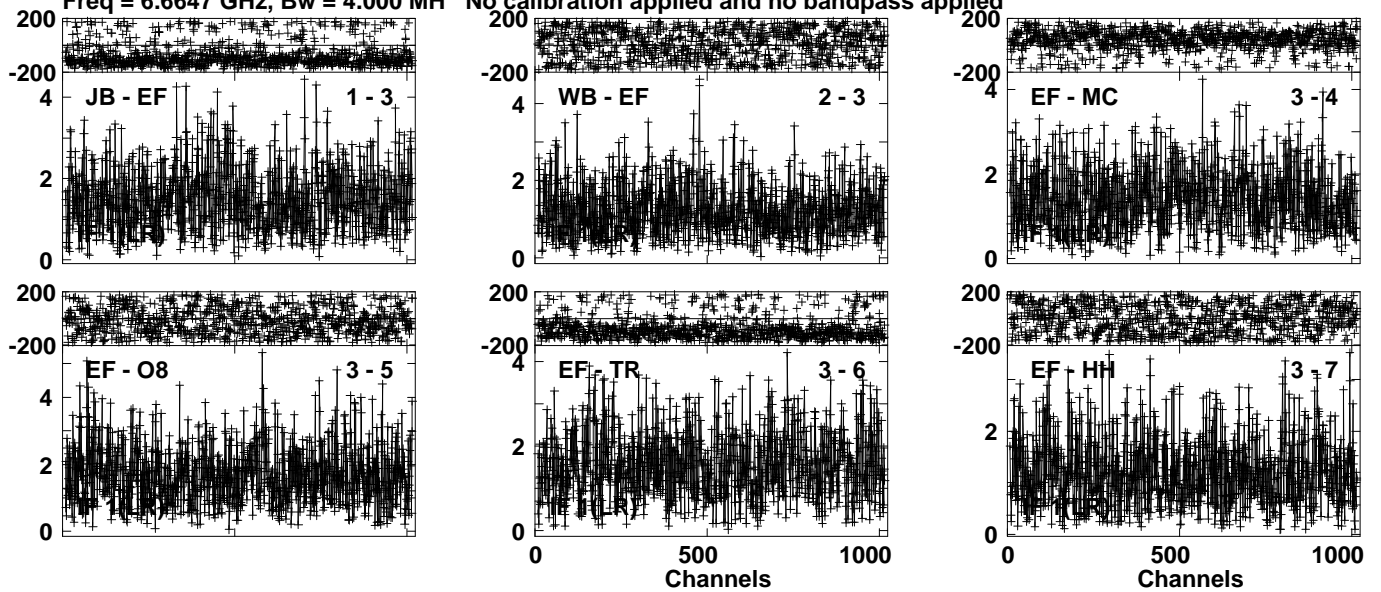 Freq = 6.6647 GHz, Bw = 4.000 MH No calibration applied and no bandpass applied
200 200 200
-200 -200 -200
JB - EF 1 - 3 WB - EF 2 - 3 EF - MC 3 - 4
4 4 4
2 2 2
0 0 0
200 200 200
-200 -200 -200
EF - O8 3 - 5 EF - TR 3 - 6 EF - HH 3 - 7
4 4
2 2 2
IF 1(LR)
0 0 0
0 500 1000 0 500 1000
Channels Channels